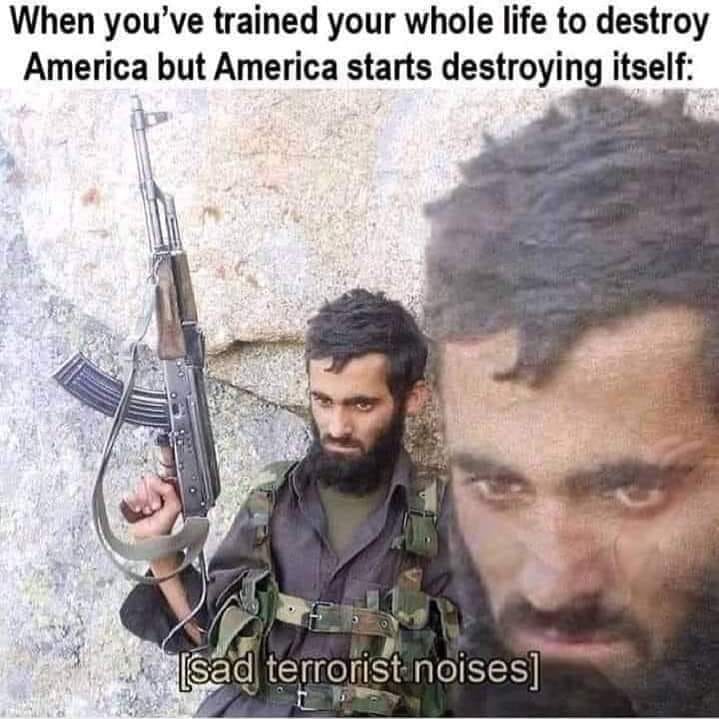 When you’ve trained your whole life to destroy
America but America starts destroying itself:
[sad terrorist noises]